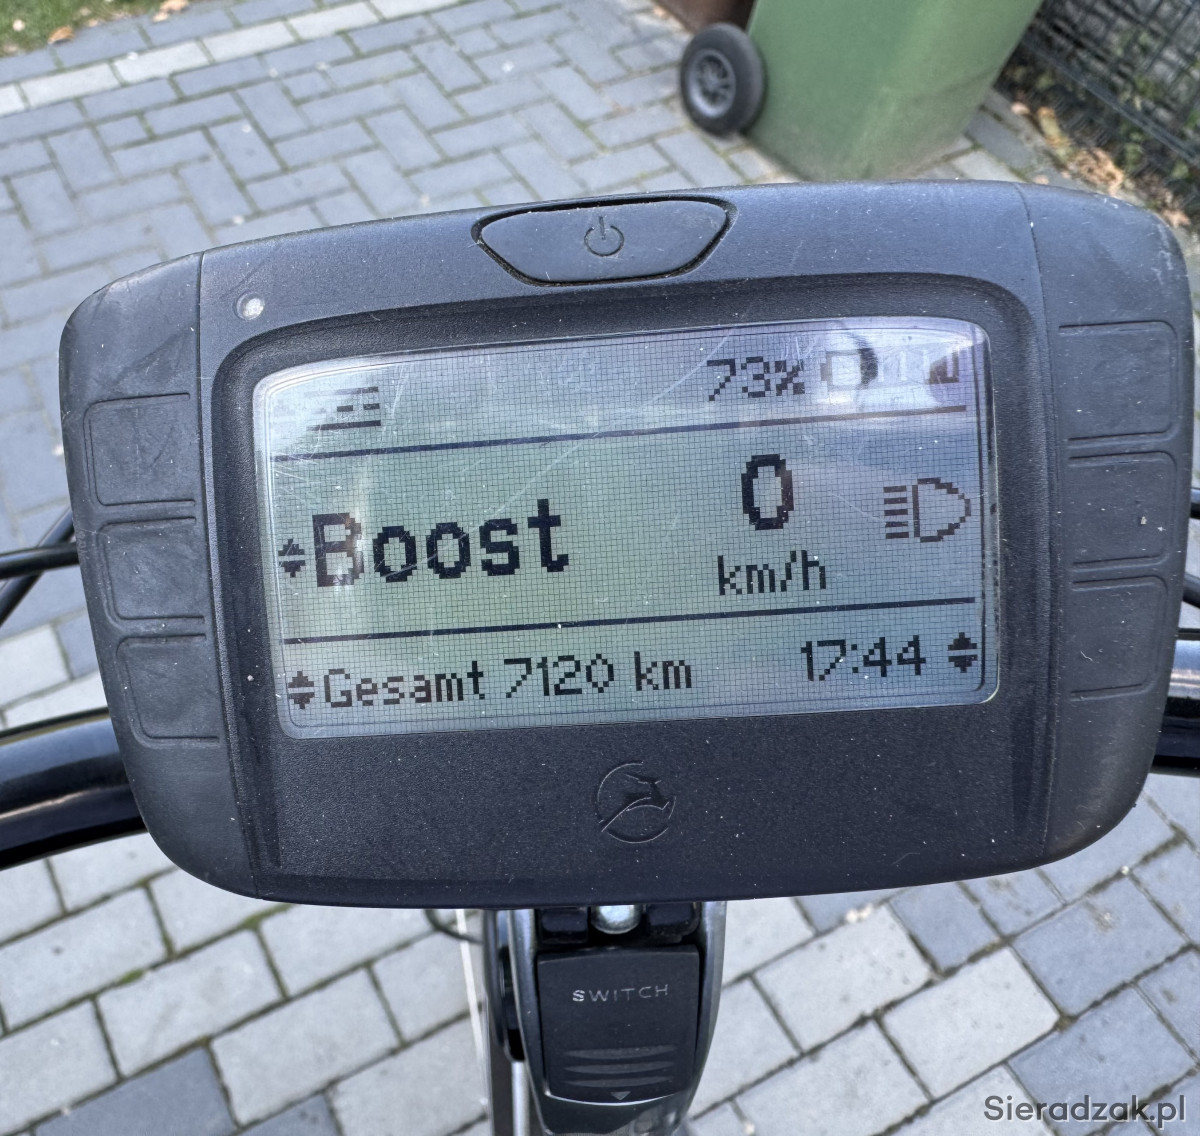 73%
Boost
0
km/h
Gesamt 7120 km
17:44
SWITCH
Sieradzak.pl